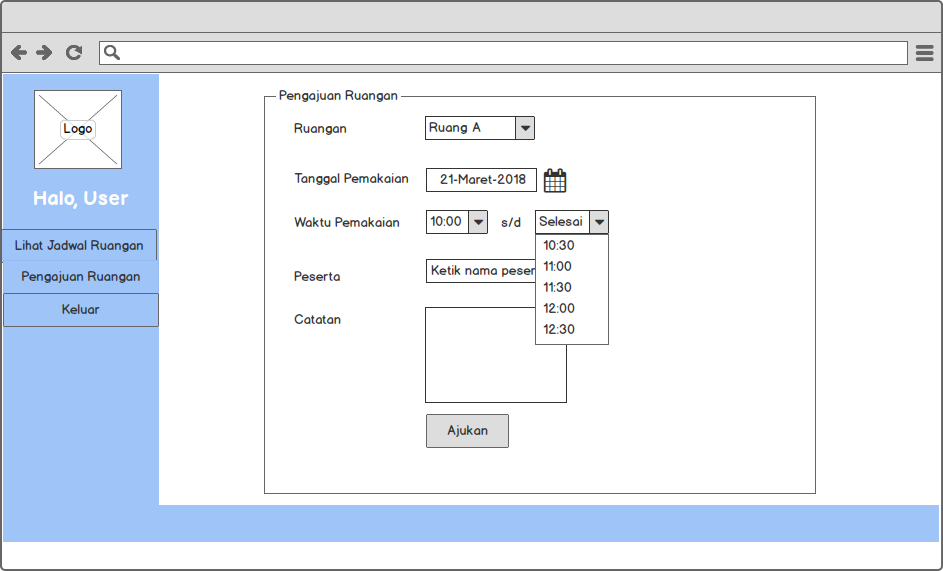 Logo
Halo, User
Lihat Jadwal Ruangan
Pengajuan Ruangan
Keluar
Pengajuan Ruangan
Ruangan Ruang A
Tanggal Pemakaian 21-Maret-2018
Waktu Pemakaian 10:00 s/d Selesai
10:30
11:00
11:30
12:00
12:30
Peserta Ketik nama peser
Catatan
Ajukan